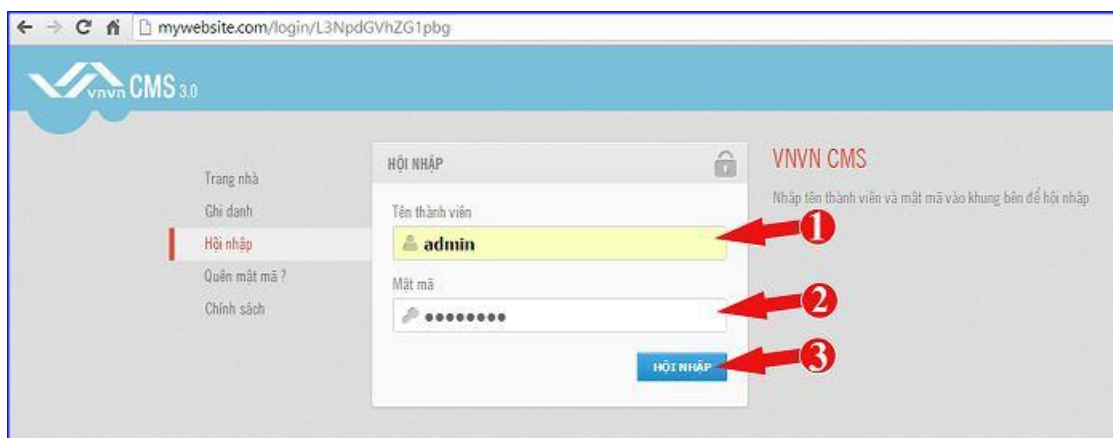 mywebsite.com/login/L3NpdGVhZG1pbg
vnvn CMS 3.0
Trang nhà
Ghi danh
Hội nhập
Quên mật mã ?
Chính sách
HỘI NHẬP
Tên thành viên
admin
Mật mã
HỘI NHẬP
VNVN CMS
Nhập tên thành viên và mật mã vào khung bên để hội nhập
1
2
3